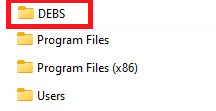 DEBS
Program Files
Program Files (x86)
Users